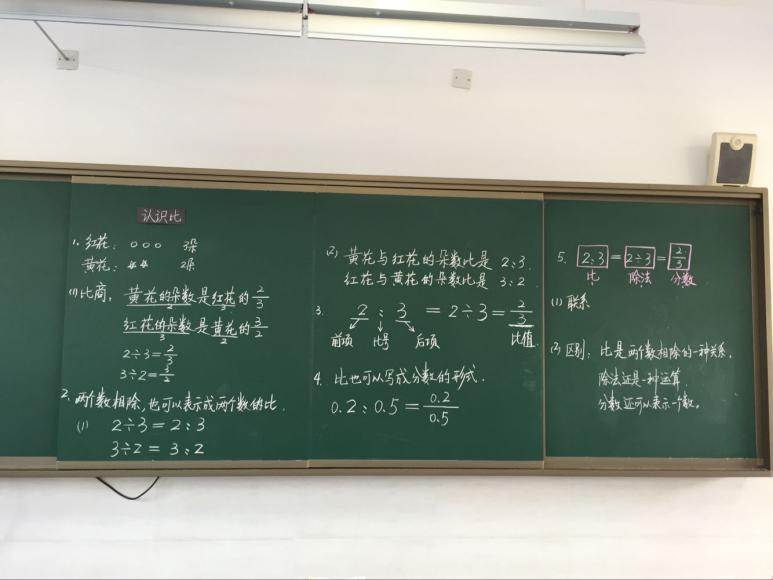 认识比
1. 红花: ○○○ 3朵
黄花: 2朵
(1) 比商: 黄花的朵数是红花的 2/3
2 3
红花的朵数是黄花的 3/2
3 2
2÷3=2/3
3÷2=3/2
2. 两个数相除,也可以表示成两个数的比.
(1) 2÷3=2:3
3÷2=3:2
(2) 黄花与红花的朵数比是 2:3.
红花与黄花的朵数比是 3:2.
3. 2 : 3 = 2÷3 = 2/3
前项 比号 后项 比值
4. 比也可以写成分数的形式.
0.2:0.5=0.2/0.5
5. 2:3 = 2÷3 = 2/3
比 除法 分数
(1) 联系
(2) 区别: 比是两个数相除的一种关系.
除法还是一种运算.
分数还可以表示一个数.